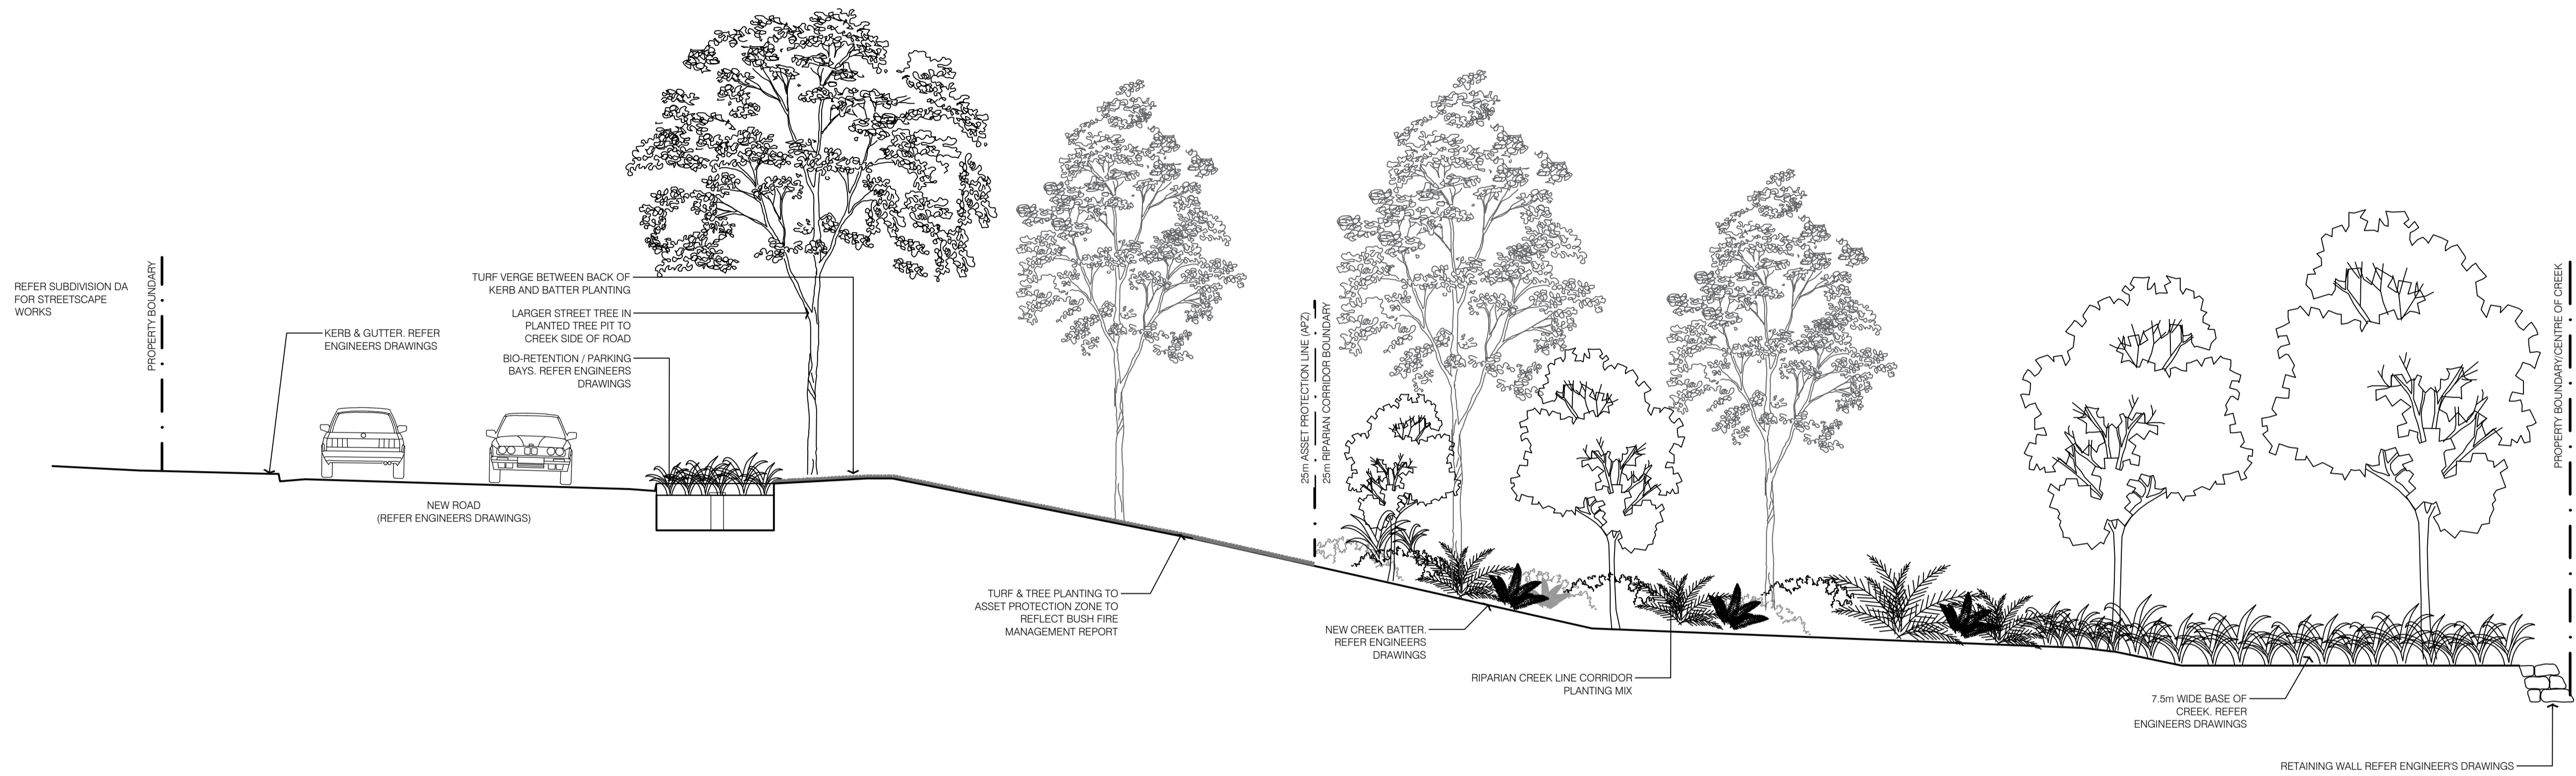 REFER SUBDIVISION DA
FOR STREETSCAPE
WORKS
PROPERTY BOUNDARY
KERB & GUTTER. REFER
ENGINEERS DRAWINGS
NEW ROAD
(REFER ENGINEERS DRAWINGS)
TURF VERGE BETWEEN BACK OF
KERB AND BATTER PLANTING
LARGER STREET TREE IN
PLANTED TREE PIT TO
CREEK SIDE OF ROAD
BIO-RETENTION / PARKING
BAYS. REFER ENGINEERS
DRAWINGS
TURF & TREE PLANTING TO
ASSET PROTECTION ZONE TO
REFLECT BUSH FIRE
MANAGEMENT REPORT
25m ASSET PROTECTION LINE (APZ)
25m RIPARIAN CORRIDOR BOUNDARY
NEW CREEK BATTER.
REFER ENGINEERS
DRAWINGS
RIPARIAN CREEK LINE CORRIDOR
PLANTING MIX
7.5m WIDE BASE OF
CREEK. REFER
ENGINEERS DRAWINGS
PROPERTY BOUNDARY/CENTRE OF CREEK
RETAINING WALL REFER ENGINEER'S DRAWINGS